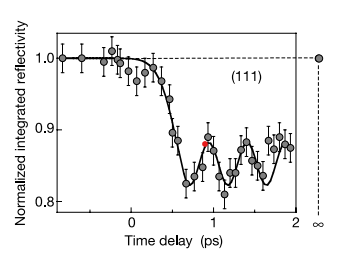 Normalized integrated reflectivity
1.0
0.9
0.8
(111)
0 1 2 ∞
Time delay (ps)